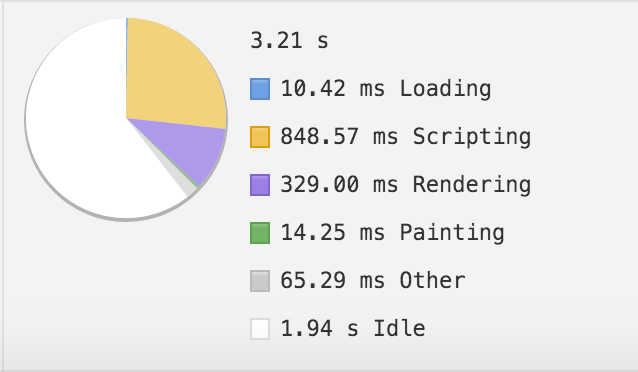 3.21 s
10.42 ms Loading
848.57 ms Scripting
329.00 ms Rendering
14.25 ms Painting
65.29 ms Other
1.94 s Idle